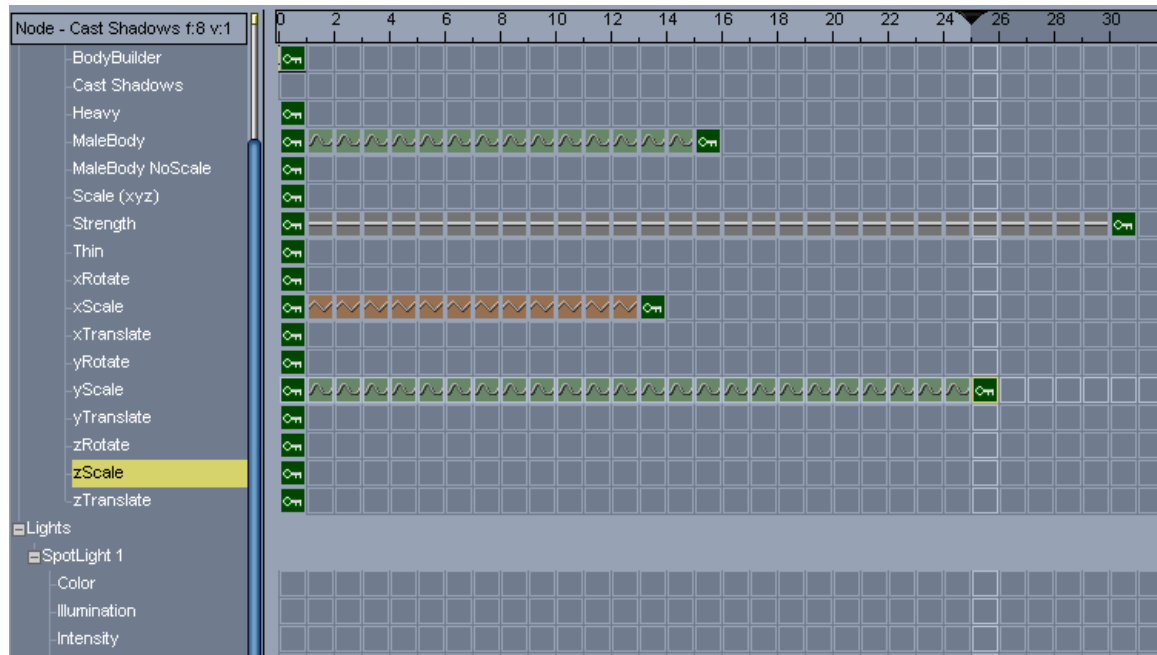 Node - Cast Shadows f:8 v:1
0 2 4 6 8 10 12 14 16 18 20 22 24 26 28 30
BodyBuilder
Cast Shadows
Heavy
MaleBody
MaleBody NoScale
Scale (xyz)
Strength
Thin
xRotate
xScale
xTranslate
yRotate
yScale
yTranslate
zRotate
zScale
zTranslate
Lights
SpotLight 1
Color
Illumination
Intensity